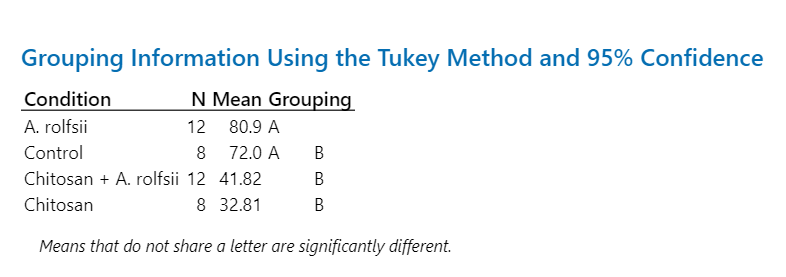 Grouping Information Using the Tukey Method and 95% Confidence
Condition N Mean Grouping
A. rolfsii 12 80.9 A
Control 8 72.0 A B
Chitosan + A. rolfsii 12 41.82 B
Chitosan 8 32.81 B
Means that do not share a letter are significantly different.